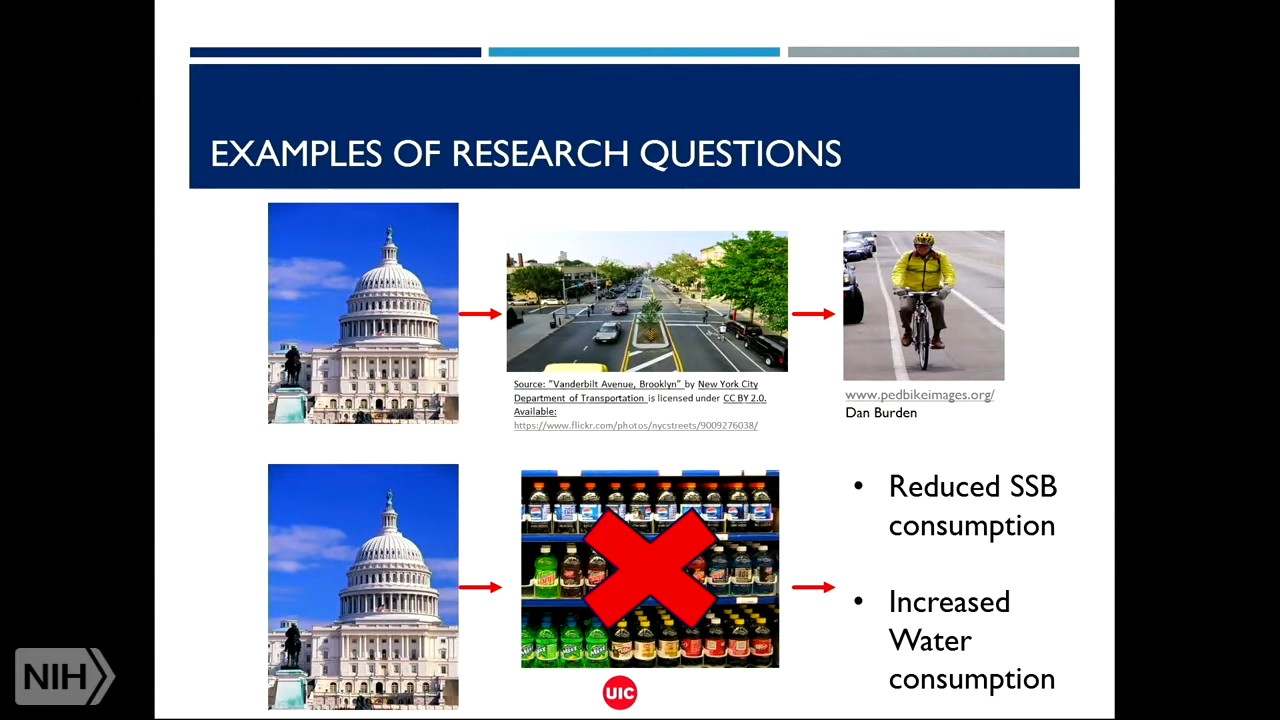 EXAMPLES OF RESEARCH QUESTIONS
Source: "Vanderbilt Avenue, Brooklyn" by New York City
Department of Transportation is licensed under CC BY 2.0.
Available:
https://www.flickr.com/photos/nycstreets/9009276038/
www.pedbikeimages.org/
Dan Burden
• Reduced SSB
consumption
• Increased
Water
consumption
UIC
NIH